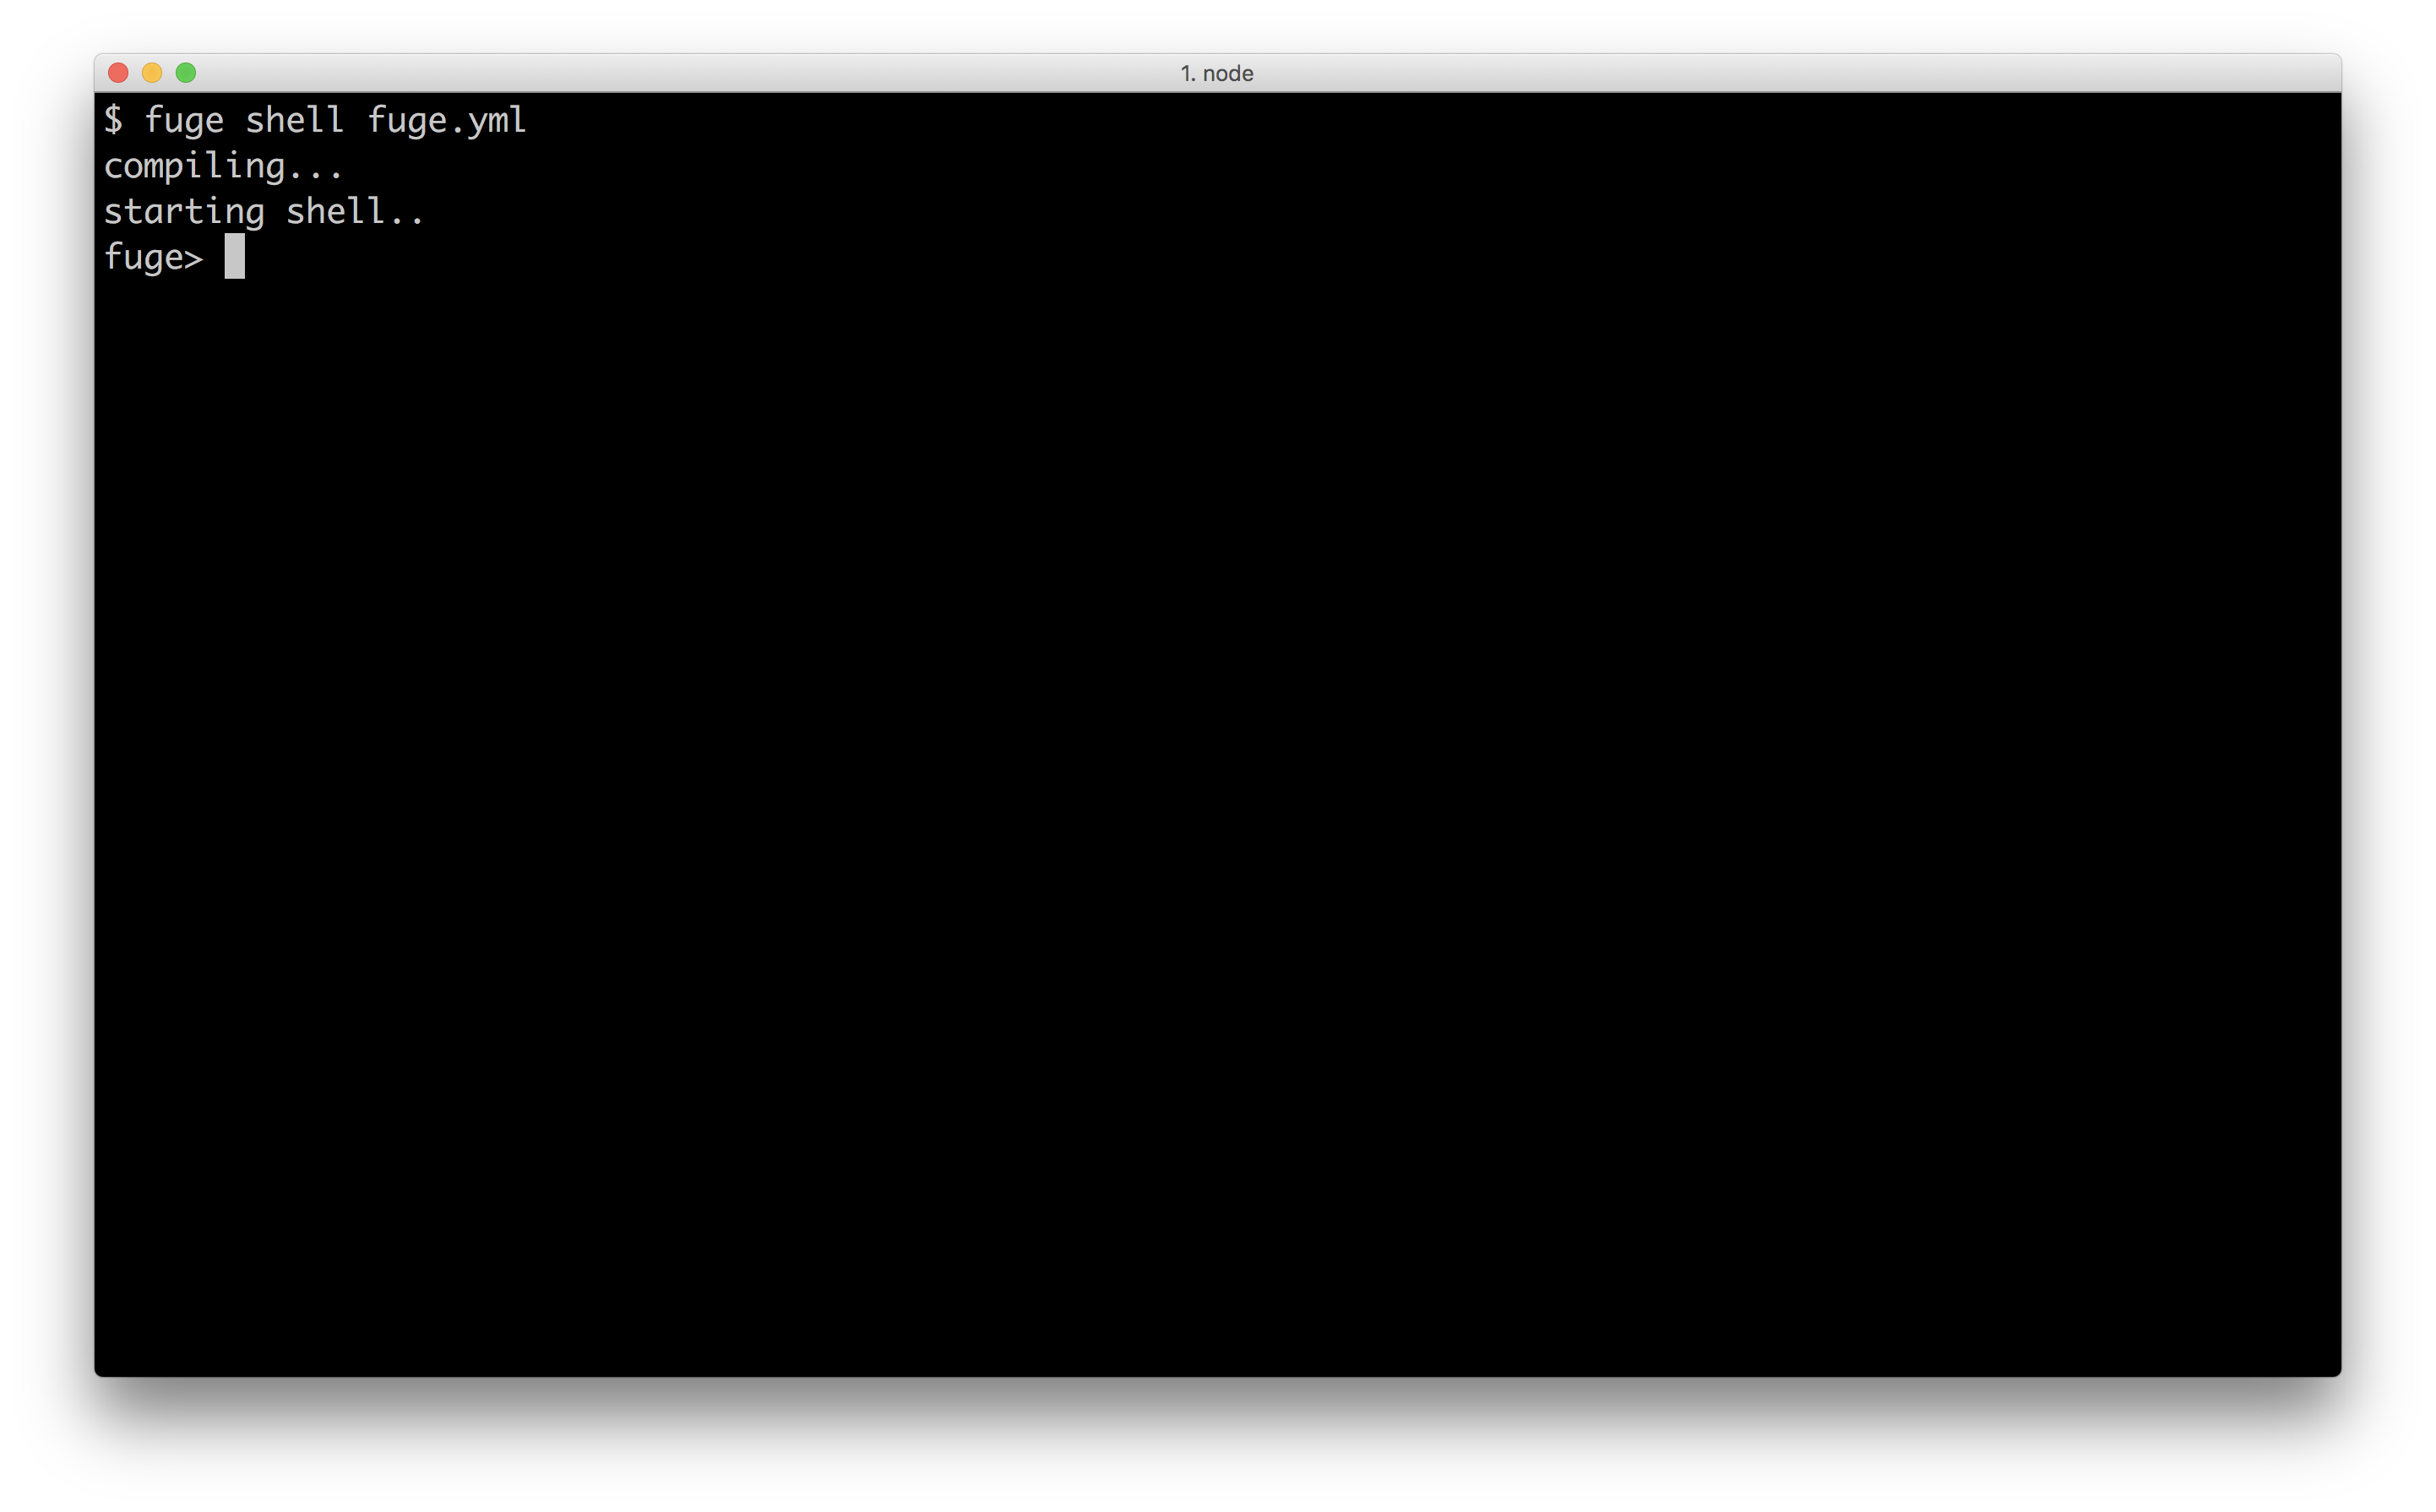 1. node
$ fuge shell fuge.yml
compiling...
starting shell..
fuge>